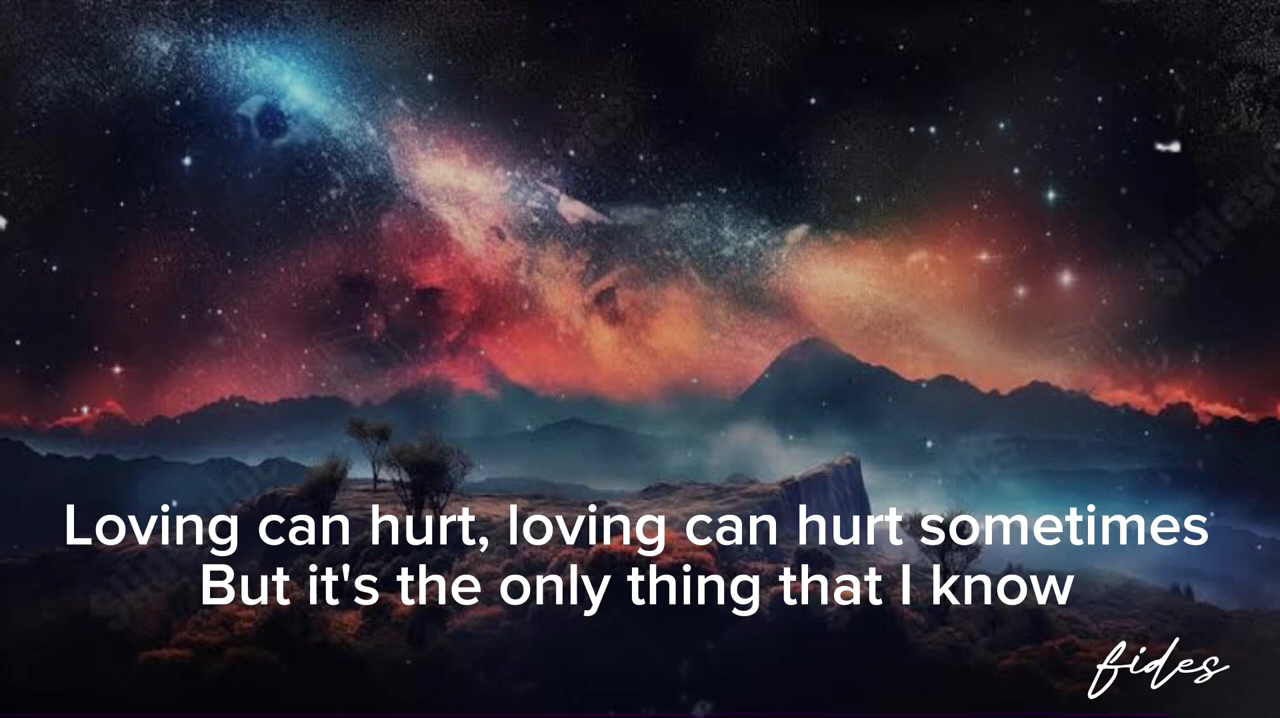 Loving can hurt, loving can hurt sometimes
But it's the only thing that I know
fides